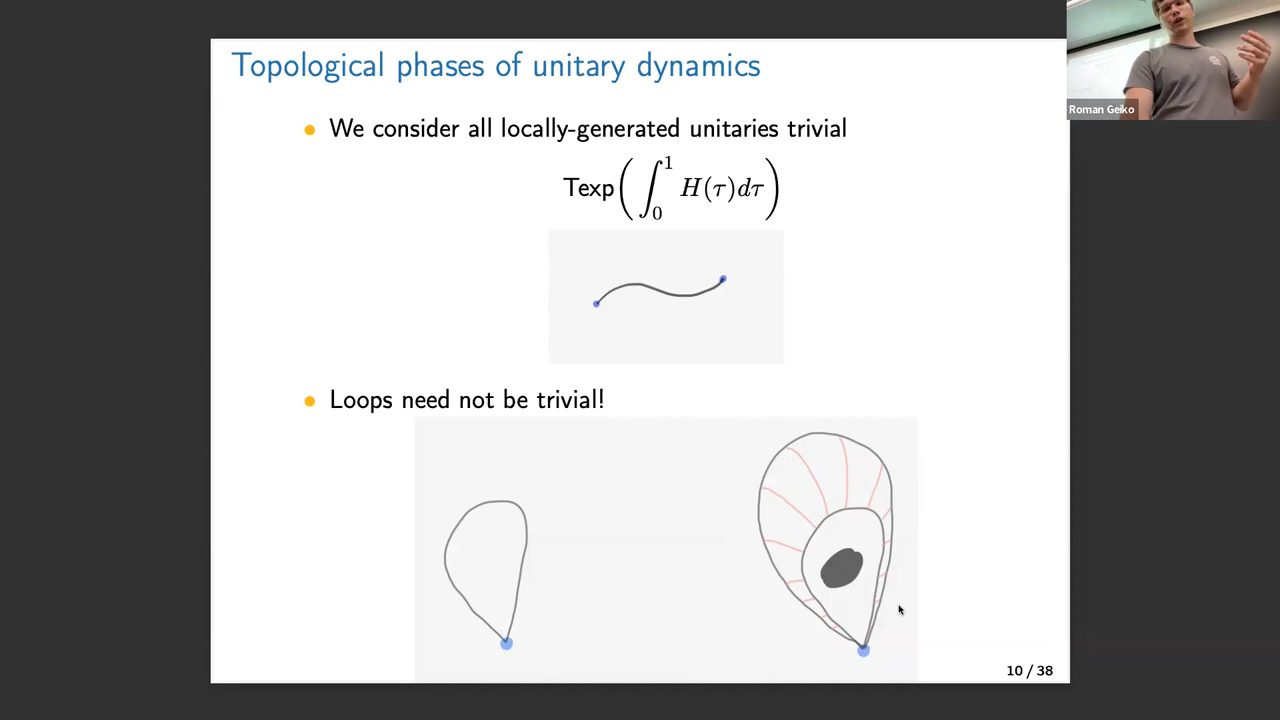 Topological phases of unitary dynamics
Roman Geiko
• We consider all locally-generated unitaries trivial
Texp(∫₀¹ H(τ)dτ)
• Loops need not be trivial!
10 / 38